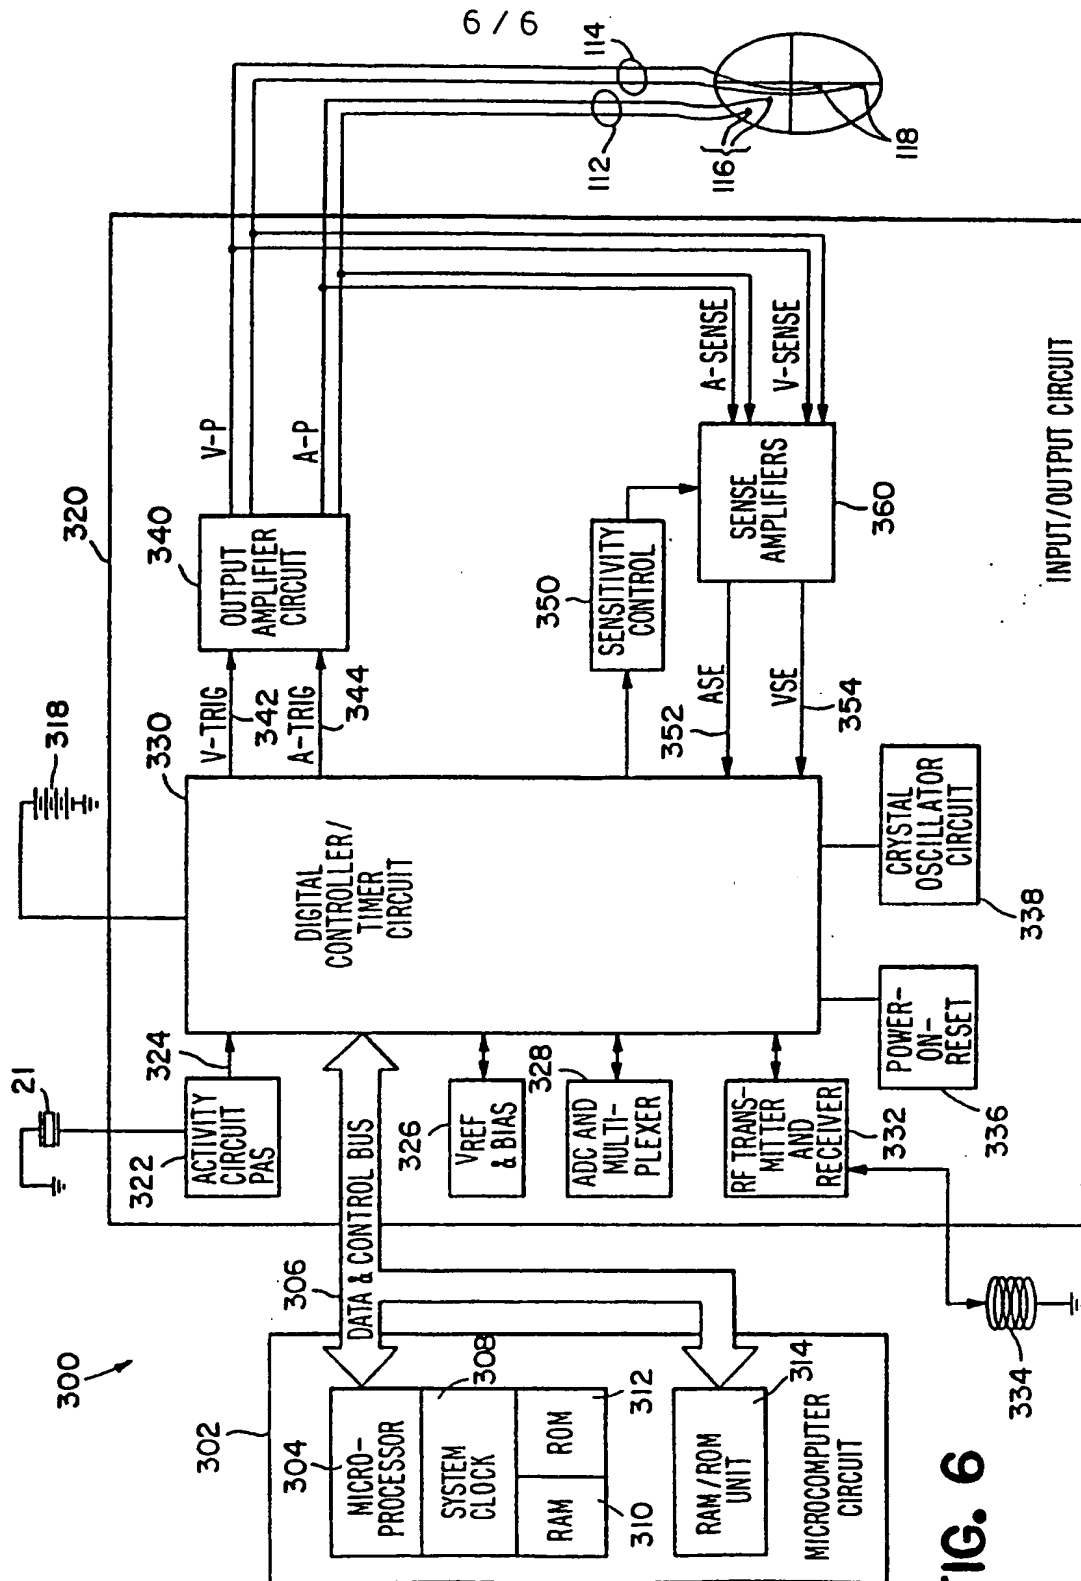 6/6
114
112
116
118
320
V-P
A-P
340
OUTPUT
AMPLIFIER
CIRCUIT
V-TRIG
342
A-TRIG
344
A-SENSE
V-SENSE
SENSE
AMPLIFIERS
360
350
SENSITIVITY
CONTROL
352
ASE
VSE
354
INPUT/OUTPUT CIRCUIT
318
330
DIGITAL
CONTROLLER/
TIMER
CIRCUIT
CRYSTAL
OSCILLATOR
CIRCUIT
338
POWER-
ON-
RESET
336
21
324
322
ACTIVITY
CIRCUIT
PAS
326
VREF
& BIAS
328
ADC AND
MULTI-
PLEXER
RF TRANS-
MITTER
AND
RECEIVER
332
334
306
DATA & CONTROL BUS
300
302
304
MICRO-
PROCESSOR
308
SYSTEM
CLOCK
RAM
ROM
310
312
RAM/ROM
UNIT
314
MICROCOMPUTER
CIRCUIT
FIG. 6